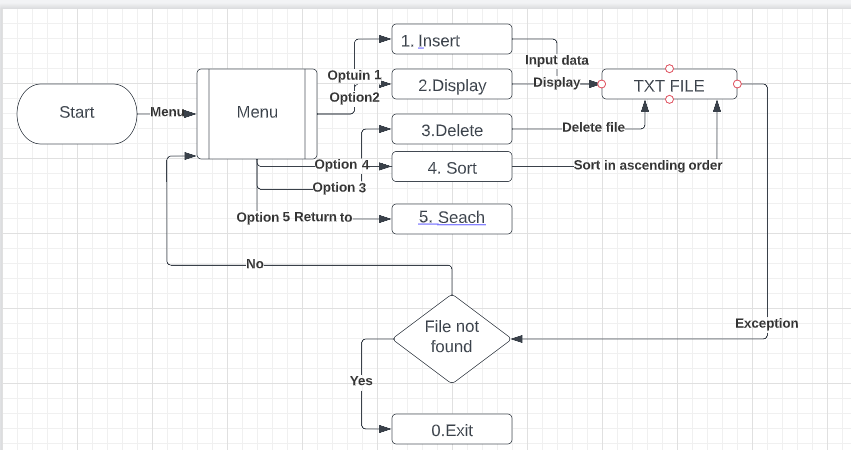 1. Insert
Input data
Optuin 1
Option2
2.Display
Display
TXT FILE
Start
Menu
Menu
3.Delete
Delete file
Option 4
4. Sort
Sort in ascending order
Option 3
Option 5 Return to
5. Seach
No
File not
found
Exception
Yes
0.Exit